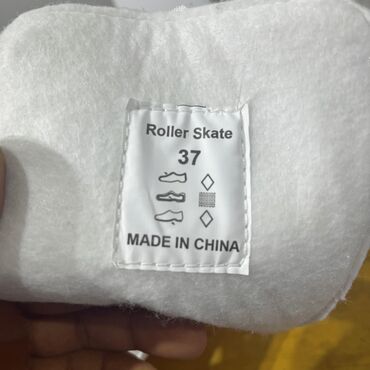 Roller Skate
37
MADE IN CHINA